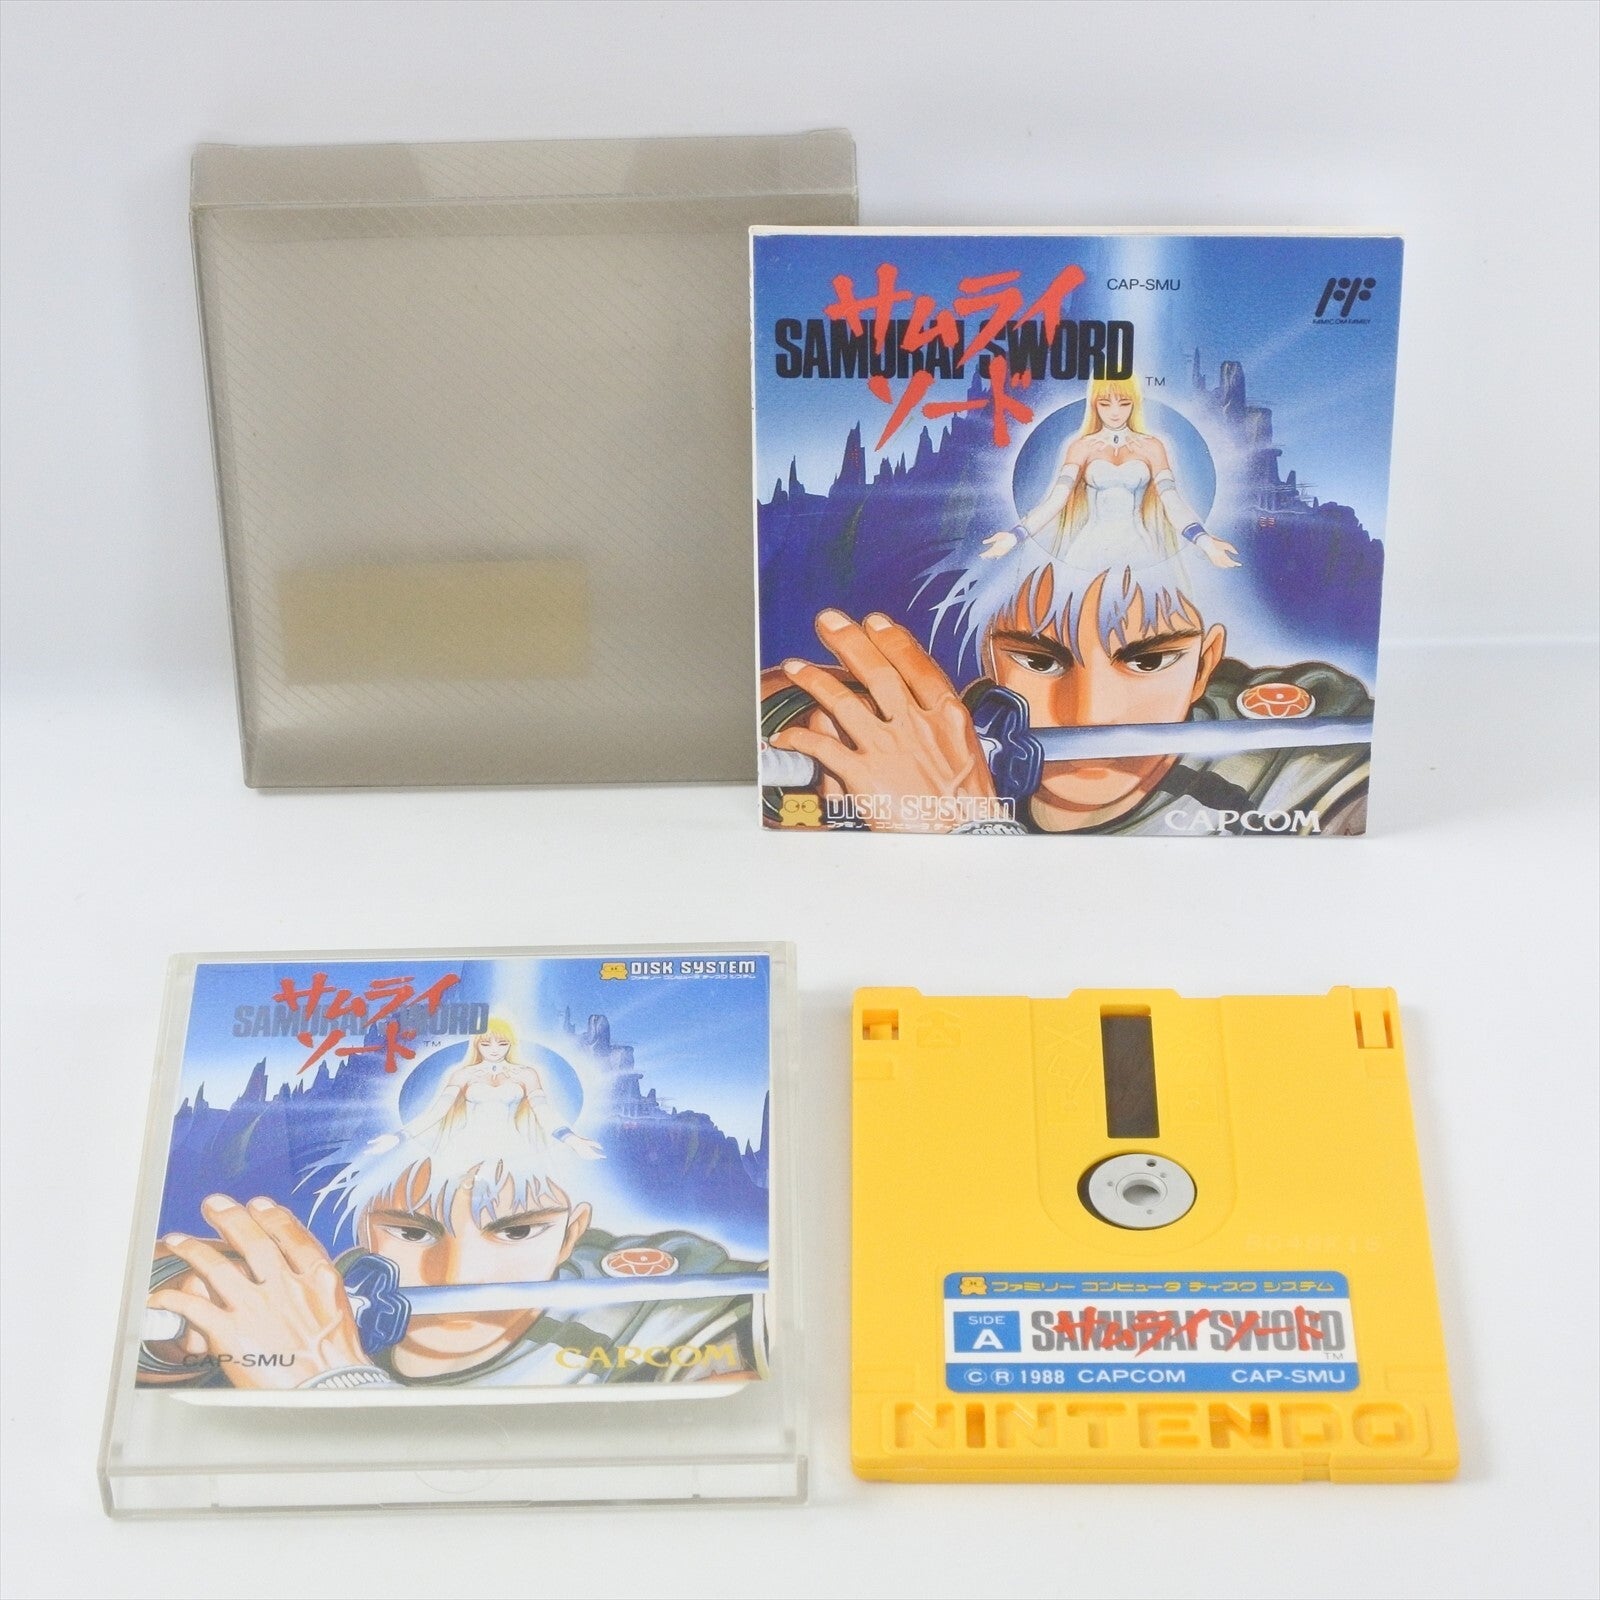 サムライ
SAMURAI SWORD
ソード
TM
CAP-SMU
FF
FAMICOM FAMILY
DISK SYSTEM
ファミリー コンピュータ ディス
CAPCOM
DISK SYSTEM
ファミリー コンピュータ ディスク システム
サムライ
SAMURAI SWORD
ソード
TM
CAP-SMU
CAPCOM
ファミリー コンピュータ ディスク システム
SIDE
A
SAMURAI SWORD
サムライ ソード
TM
©Ⓡ 1988 CAPCOM CAP-SMU
NINTENDO